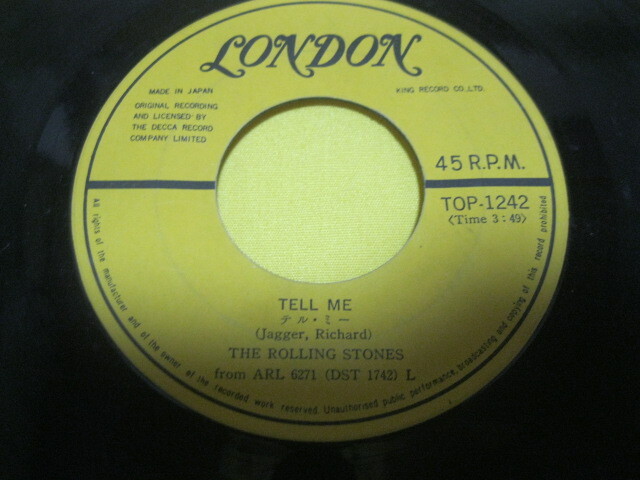 LONDON
MADE IN JAPAN
KING RECORD CO., LTD.
ORIGINAL RECORDING
AND LICENSED BY
THE DECCA RECORD
COMPANY LIMITED
45 R.P.M.
TOP-1242
<Time 3:49>
TELL ME
テル・ミー
(Jagger, Richard)
THE ROLLING STONES
from ARL 6271 (DST 1742) L
All rights of the manufacturer and of the owner of the recorded work reserved. Unauthorised public performance, broadcasting and copying of this record prohibited